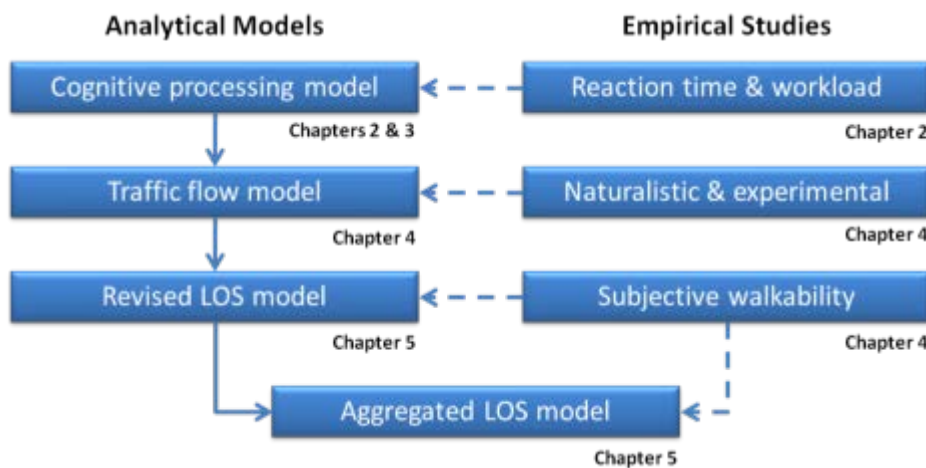 Analytical Models
Empirical Studies
Cognitive processing model
Reaction time & workload
Chapters 2 & 3
Chapter 2
Traffic flow model
Naturalistic & experimental
Chapter 4
Chapter 4
Revised LOS model
Subjective walkability
Chapter 5
Chapter 4
Aggregated LOS model
Chapter 5